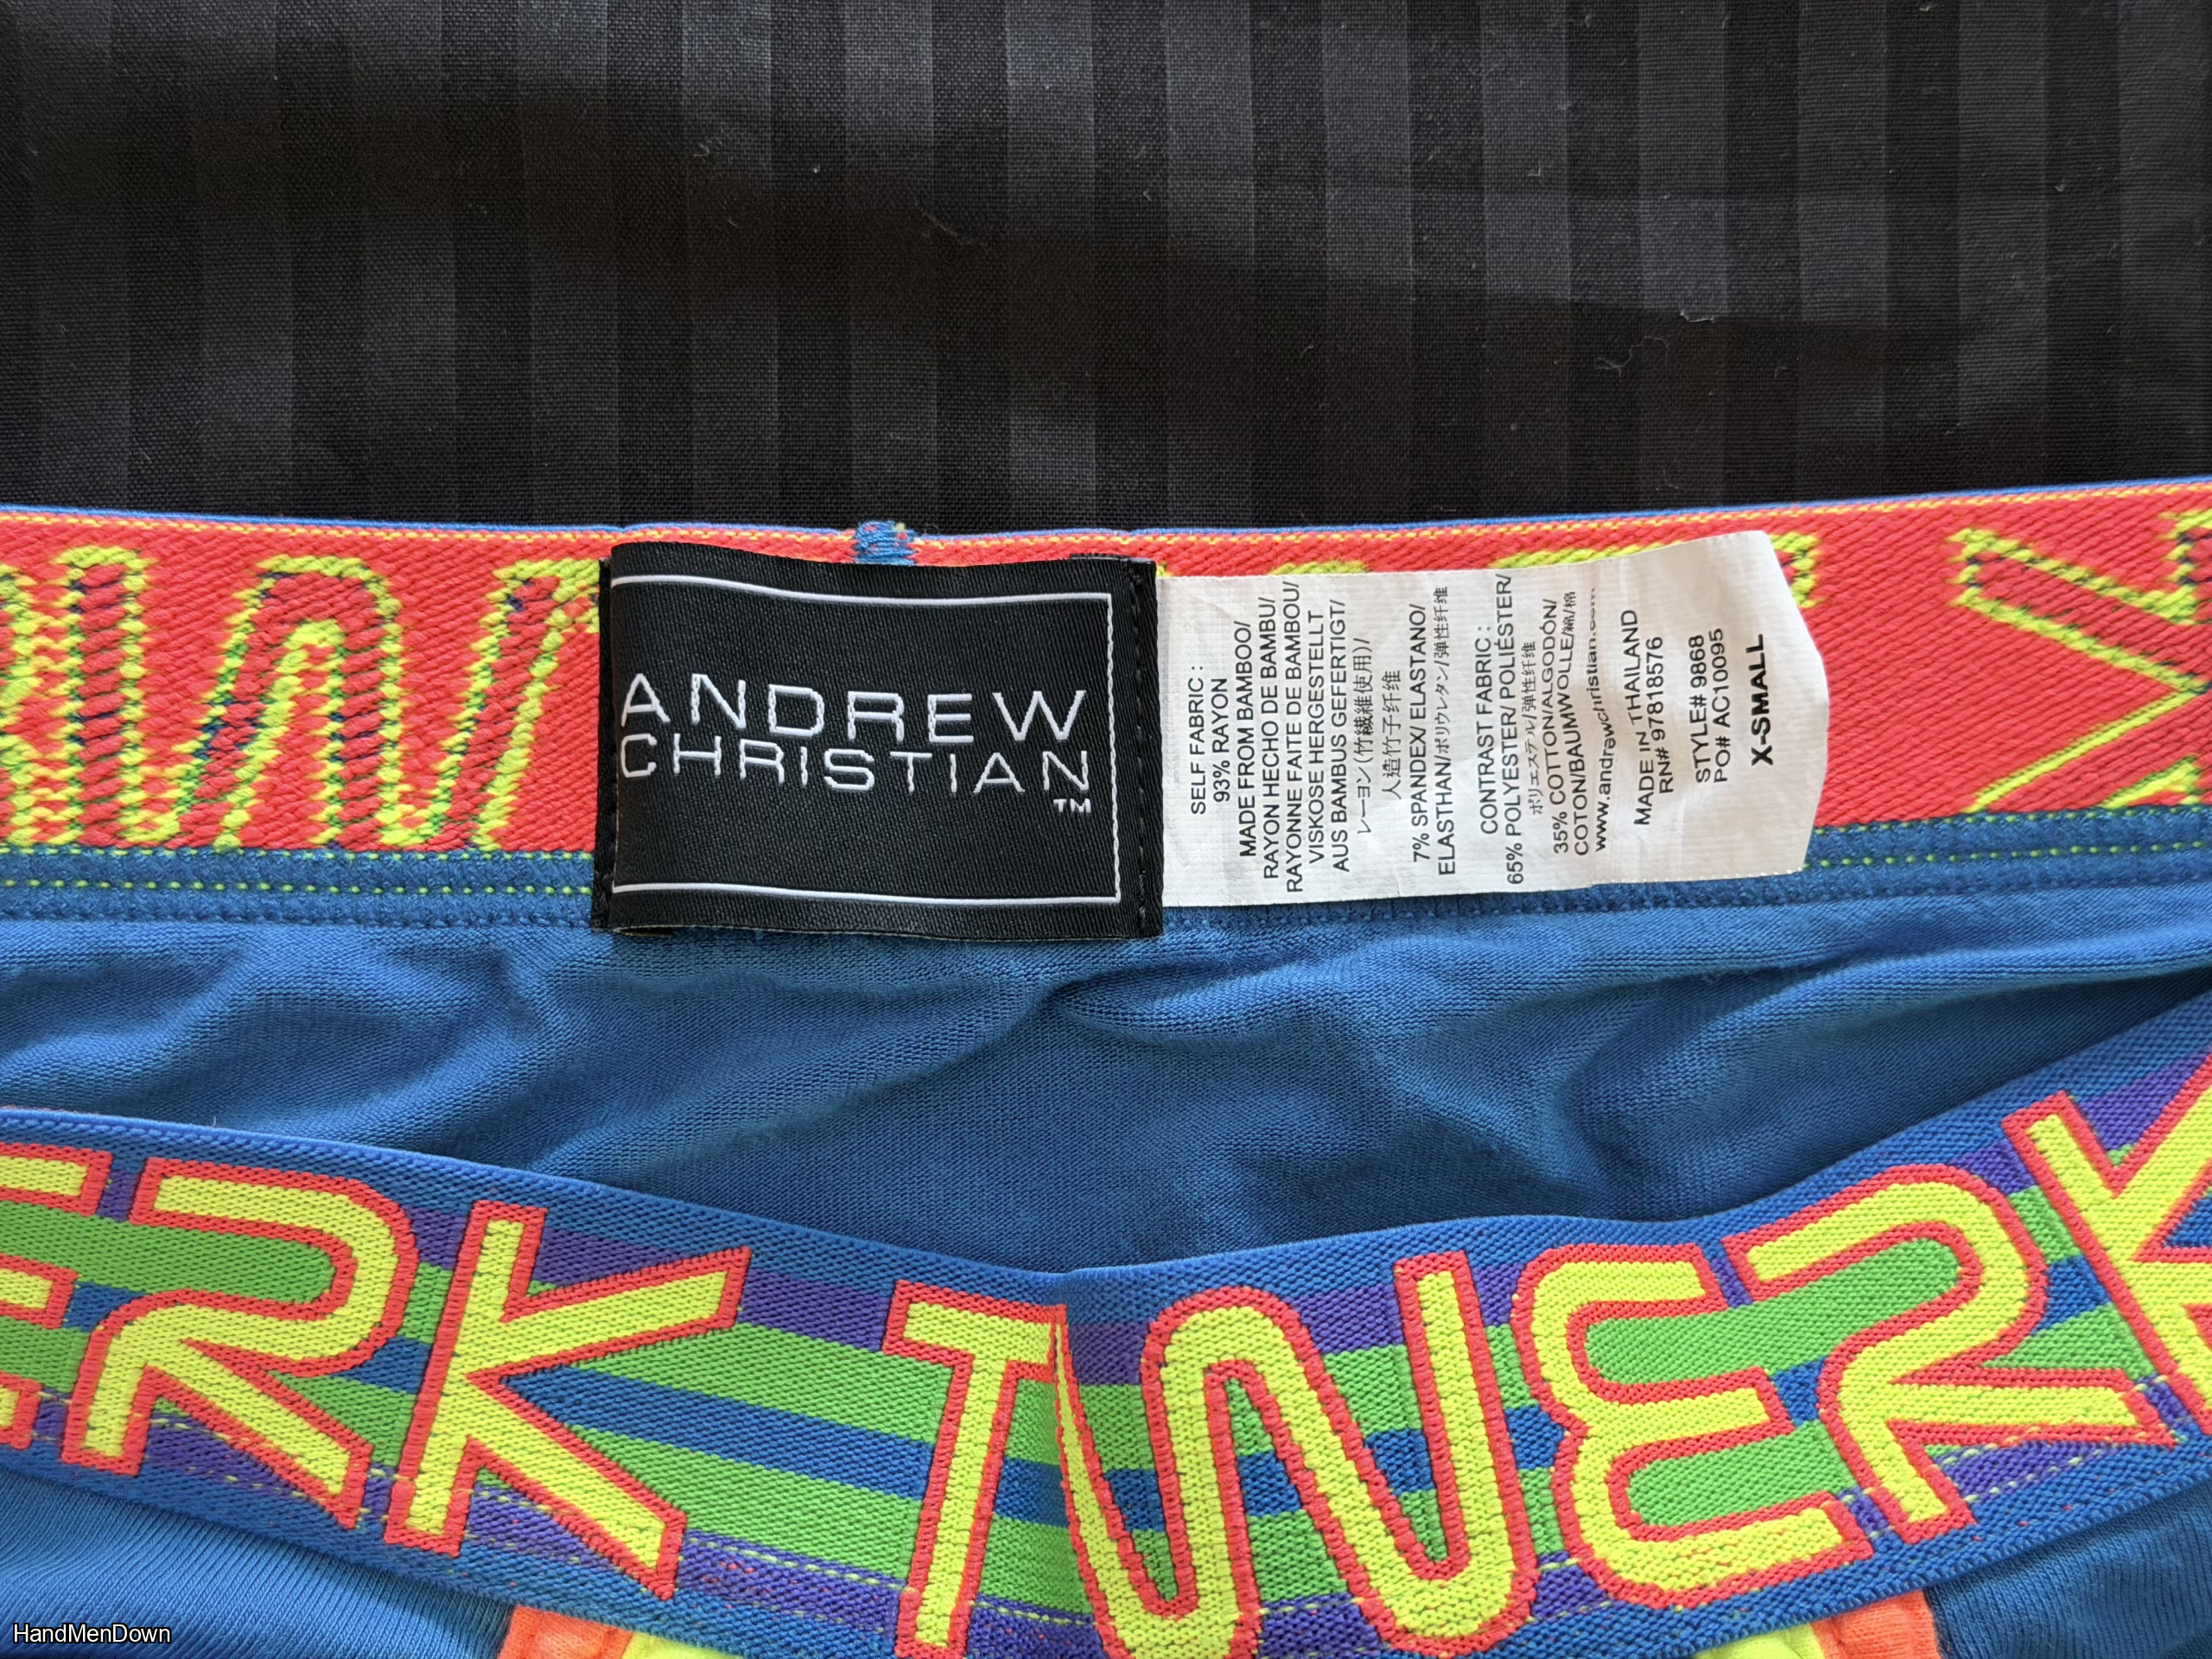 ANDREW
CHRISTIAN
TM
SELF FABRIC :
93% RAYON
MADE FROM BAMBOO/
RAYON HECHO DE BAMBU/
RAYONNE FAITE DE BAMBOU/
VISKOSE HERGESTELLT
AUS BAMBUS GEFERTIGT/
レーヨン(竹繊維使用)/
人造竹子纤维
7% SPANDEX/ ELASTANO/
ELASTHAN/ポリウレタン/弹性纤维
CONTRAST FABRIC :
65% POLYESTER/ POLIÉSTER/
ポリエステル/弹性纤维
35% COTTON/ALGODÓN/
COTON/BAUMWOLLE/綿/棉
www.andrewchristian.com
MADE IN THAILAND
RN# 97818576
STYLE# 9868
PO# AC10095
X-SMALL
ERK TWERK
HandMenDown